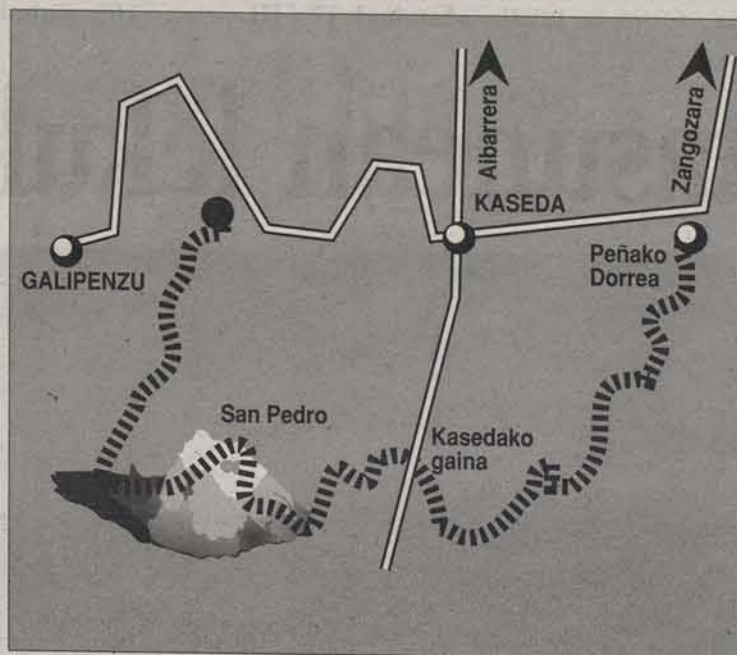 Aibarrera
Zangozara
KASEDA
GALIPENZU
Peñako
Dorrea
San Pedro
Kasedako
gaina